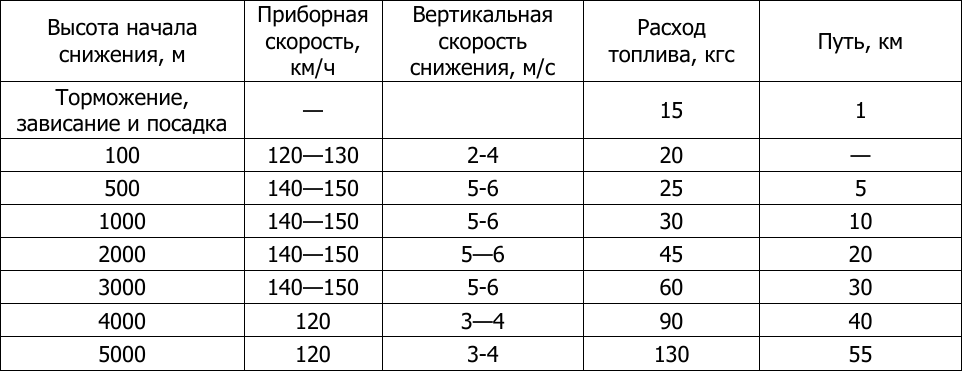 Высота начала снижения, м | Приборная скорость, км/ч | Вертикальная скорость снижения, м/с | Расход топлива, кгс | Путь, км
Торможение, зависание и посадка | — | | 15 | 1
100 | 120—130 | 2-4 | 20 | —
500 | 140—150 | 5-6 | 25 | 5
1000 | 140—150 | 5-6 | 30 | 10
2000 | 140—150 | 5—6 | 45 | 20
3000 | 140—150 | 5-6 | 60 | 30
4000 | 120 | 3—4 | 90 | 40
5000 | 120 | 3-4 | 130 | 55